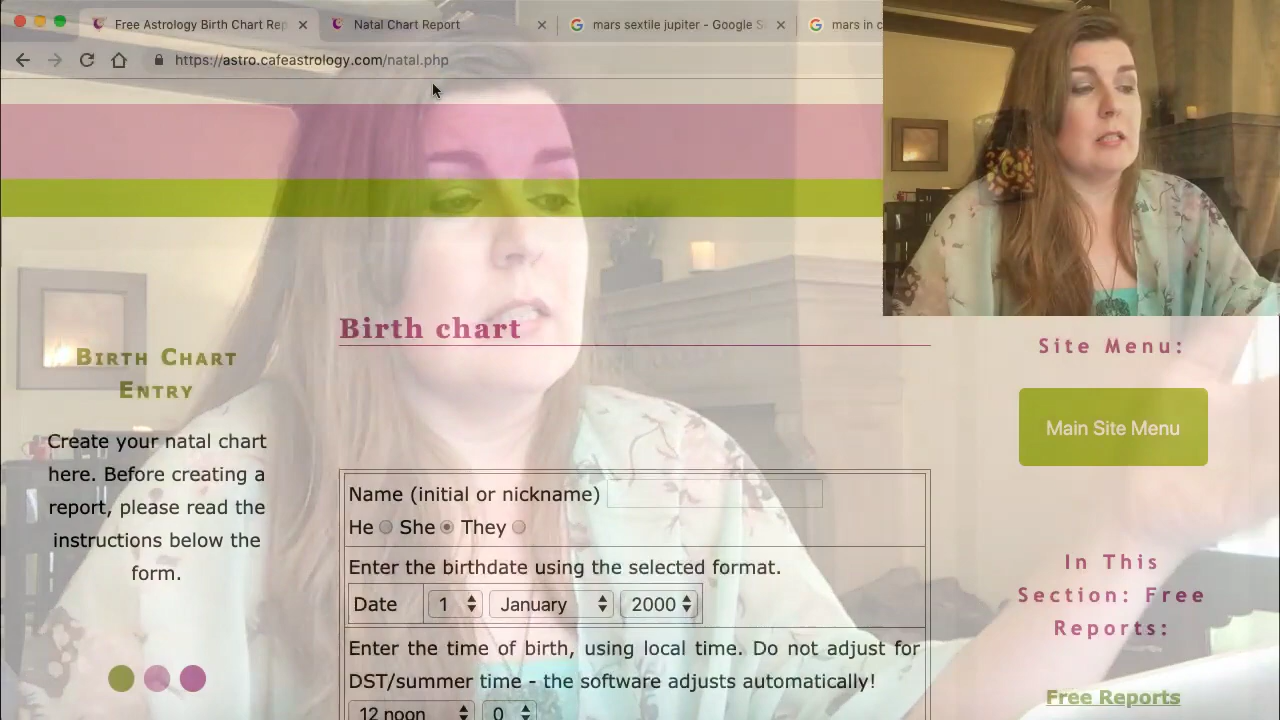 Free Astrology Birth Chart Rep
Natal Chart Report
mars sextile jupiter - Google S
mars in c
https://astro.cafeastrology.com/natal.php
Birth chart
Birth Chart
Entry
Create your natal chart
here. Before creating a
report, please read the
instructions below the
form.
Name (initial or nickname)
He She They
Enter the birthdate using the selected format.
Date 1 January 2000
Enter the time of birth, using local time. Do not adjust for
DST/summer time - the software adjusts automatically!
12 noon 0
Site Menu:
Main Site Menu
In This
Section: Free
Reports:
Free Reports